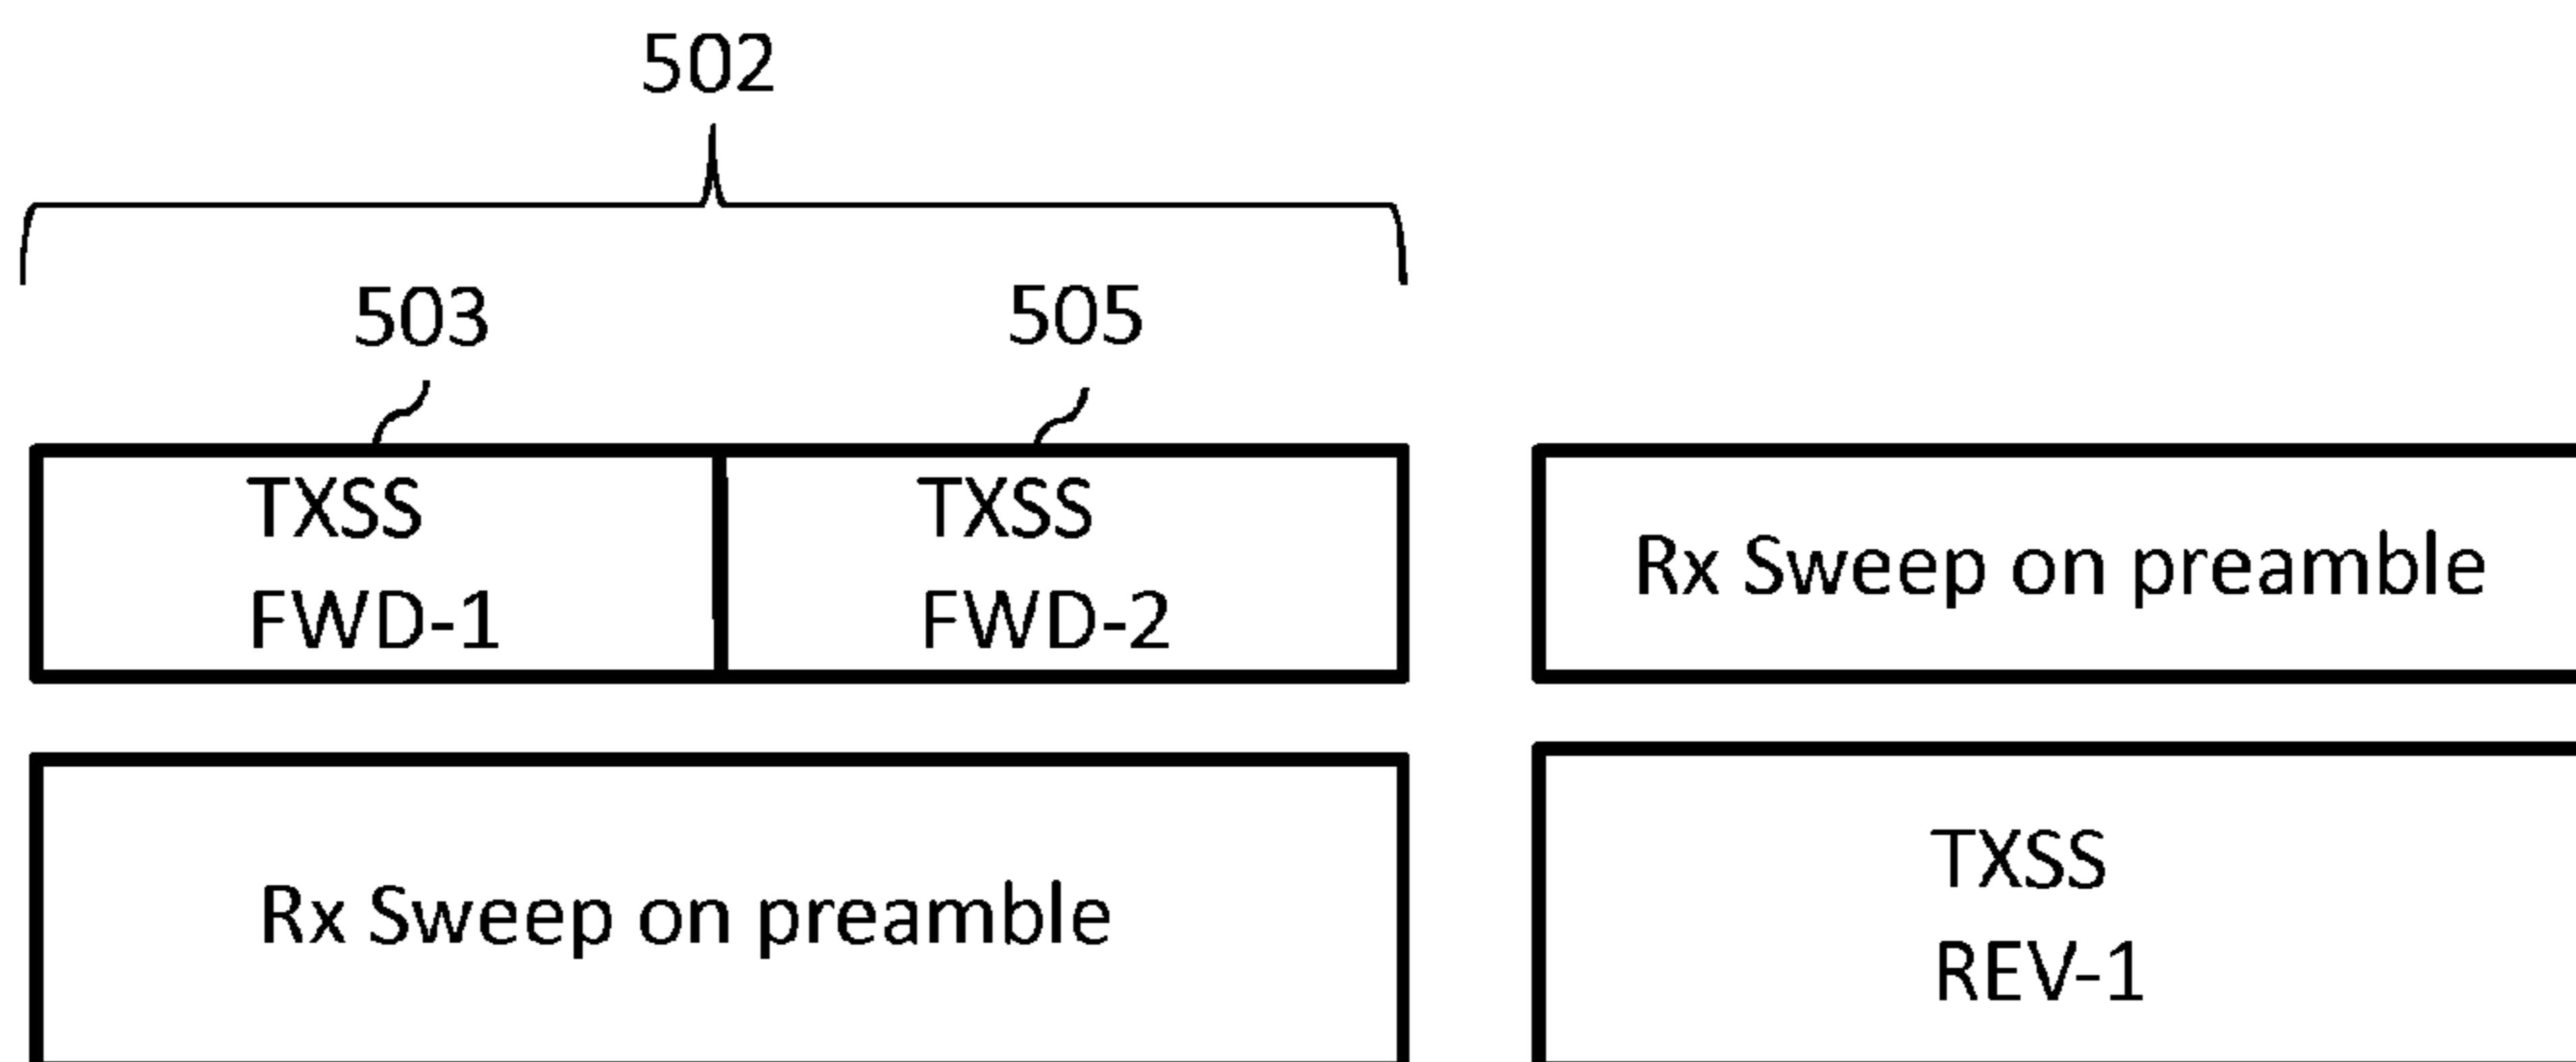 502
503
505
TXSS
FWD-1
TXSS
FWD-2
Rx Sweep on preamble
Rx Sweep on preamble
TXSS
REV-1